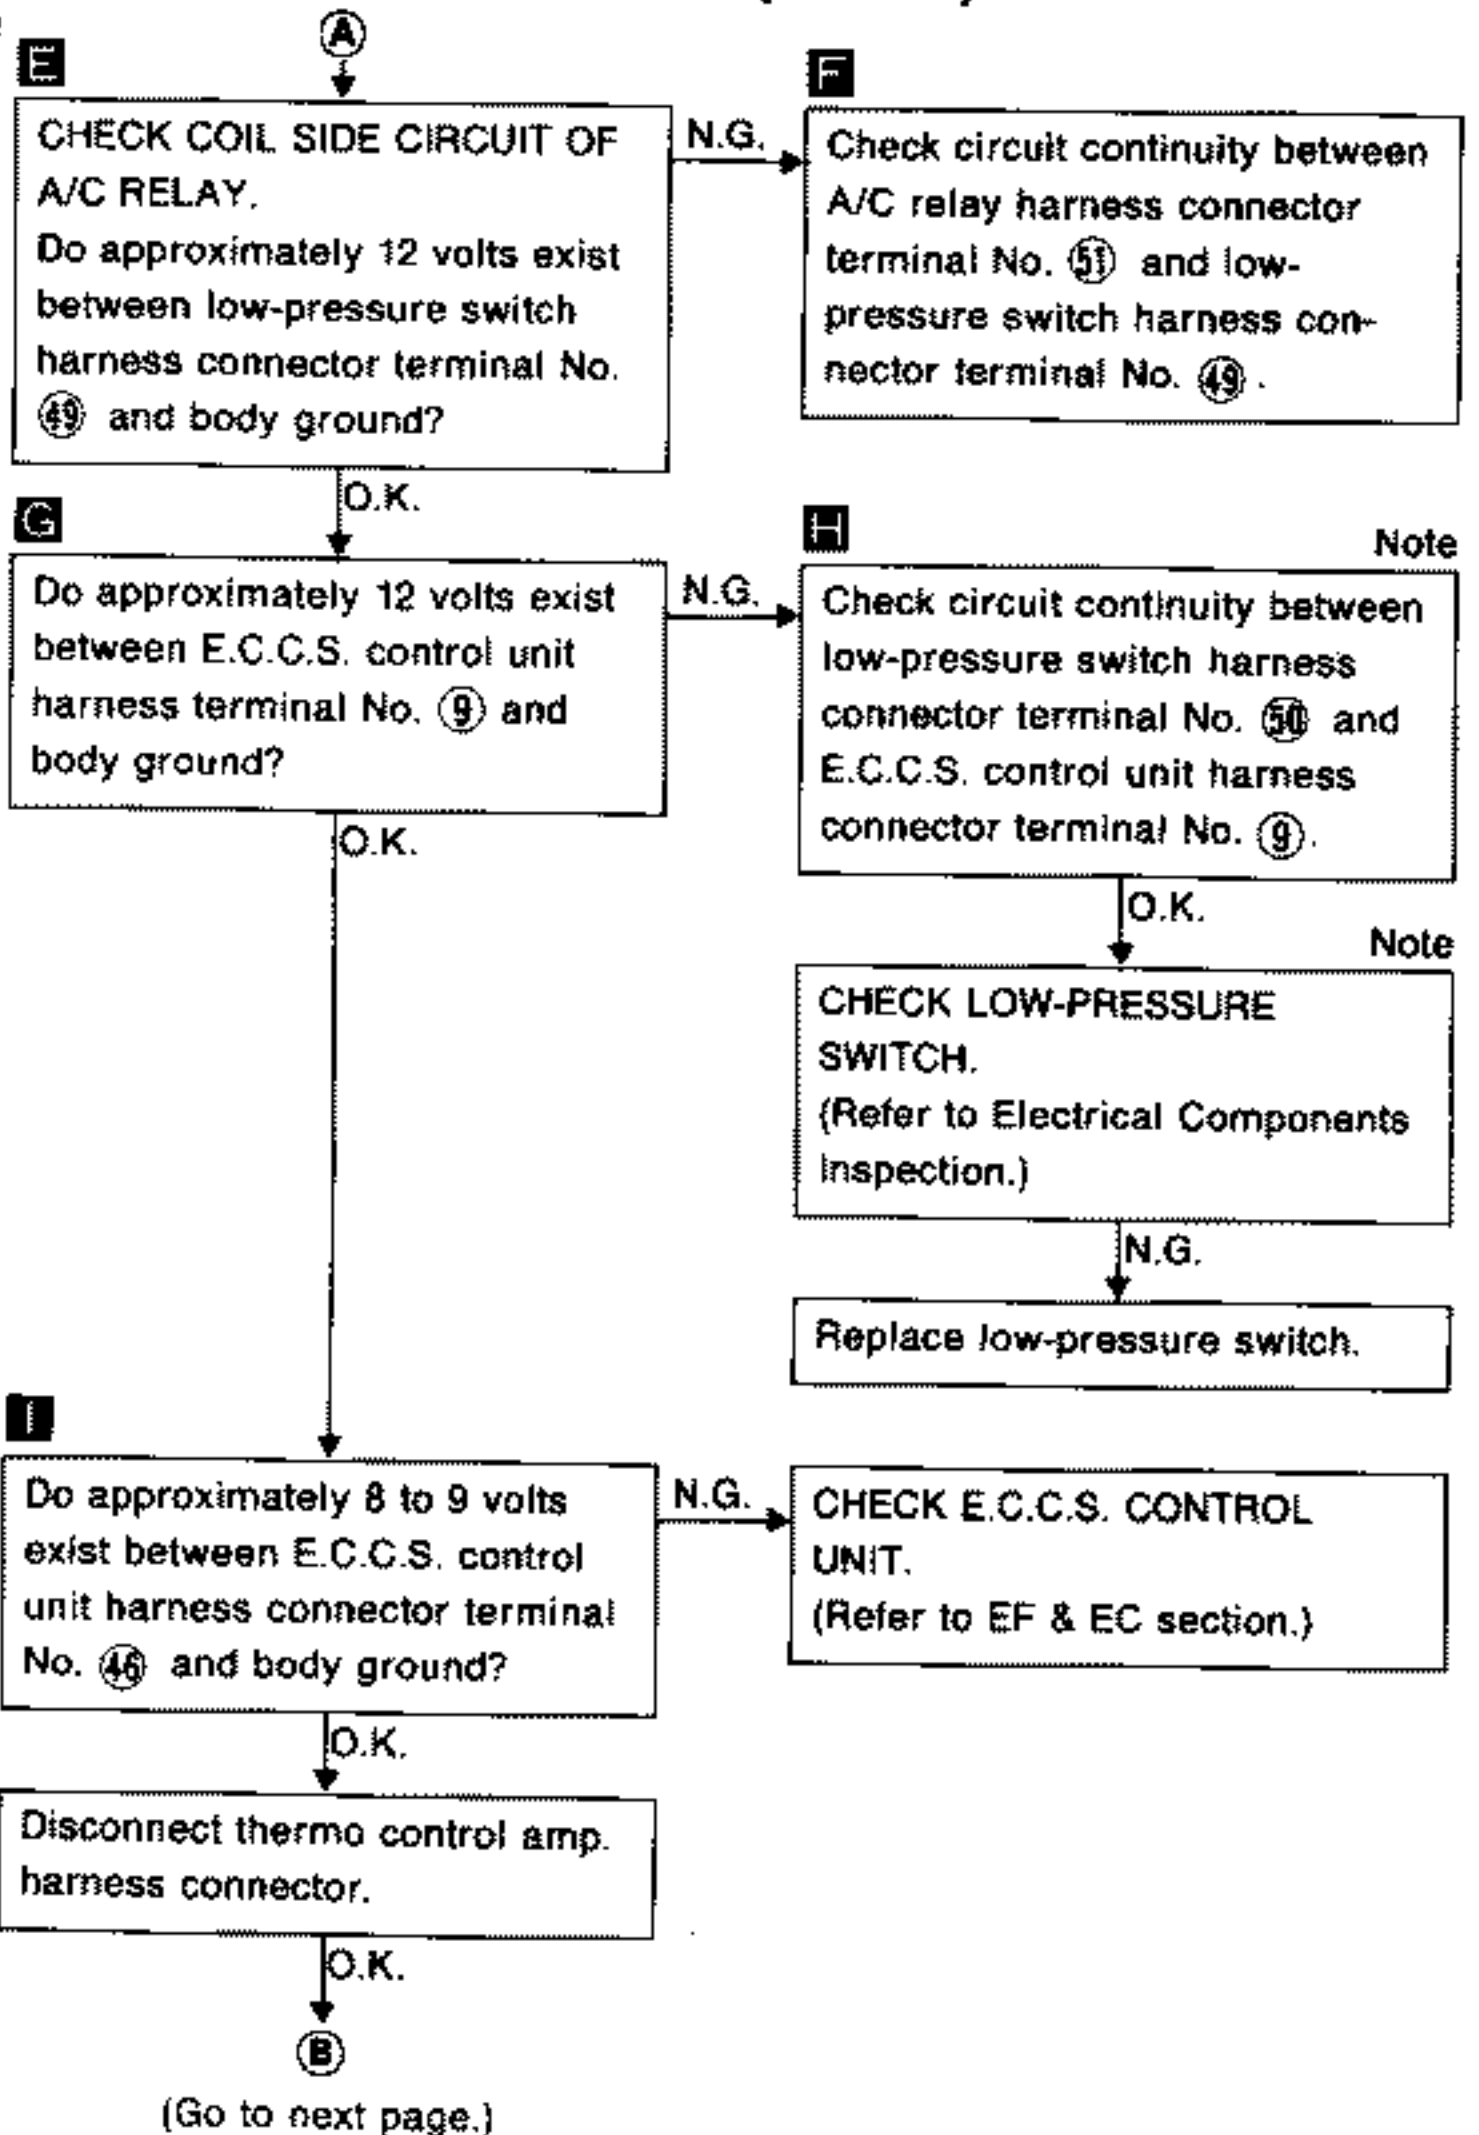 A
E
CHECK COIL SIDE CIRCUIT OF
A/C RELAY.
Do approximately 12 volts exist
between low-pressure switch
harness connector terminal No.
49 and body ground?
N.G.
F
Check circuit continuity between
A/C relay harness connector
terminal No. 51 and low-
pressure switch harness con-
nector terminal No. 49.
O.K.
G
Do approximately 12 volts exist
between E.C.C.S. control unit
harness terminal No. 9 and
body ground?
N.G.
H
Note
Check circuit continuity between
low-pressure switch harness
connector terminal No. 50 and
E.C.C.S. control unit harness
connector terminal No. 9.
O.K.
O.K.
Note
CHECK LOW-PRESSURE
SWITCH.
(Refer to Electrical Components
Inspection.)
N.G.
Replace low-pressure switch.
I
Do approximately 8 to 9 volts
exist between E.C.C.S. control
unit harness connector terminal
No. 46 and body ground?
N.G.
CHECK E.C.C.S. CONTROL
UNIT.
(Refer to EF & EC section.)
O.K.
Disconnect thermo control amp.
harness connector.
O.K.
B
(Go to next page.)